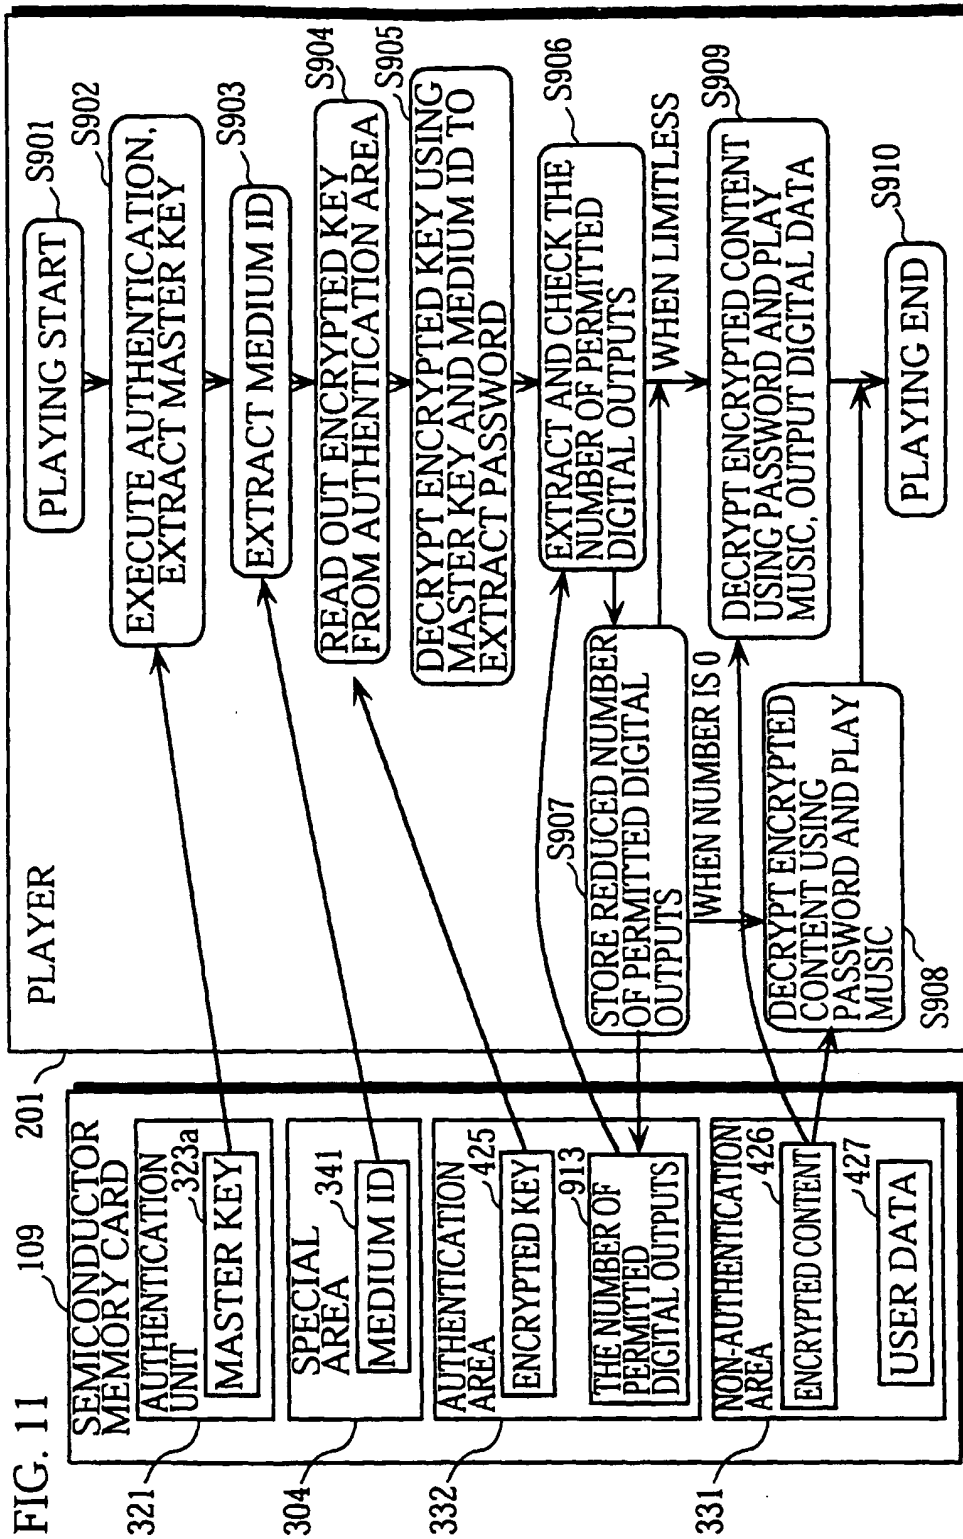 FIG. 11
109
SEMICONDUCTOR
MEMORY CARD
321
AUTHENTICATION
UNIT
323a
MASTER KEY
304
SPECIAL
AREA
341
MEDIUM ID
332
AUTHENTICATION
AREA
425
ENCRYPTED KEY
913
THE NUMBER OF
PERMITTED
DIGITAL OUTPUTS
331
NON-AUTHENTICATION
AREA
426
ENCRYPTED CONTENT
427
USER DATA
201
PLAYER
S901
PLAYING START
S902
EXECUTE AUTHENTICATION,
EXTRACT MASTER KEY
S903
EXTRACT MEDIUM ID
S904
READ OUT ENCRYPTED KEY
FROM AUTHENTICATION AREA
S905
DECRYPT ENCRYPTED KEY USING
MASTER KEY AND MEDIUM ID TO
EXTRACT PASSWORD
S906
EXTRACT AND CHECK THE
NUMBER OF PERMITTED
DIGITAL OUTPUTS
WHEN LIMITLESS
S907
STORE REDUCED NUMBER
OF PERMITTED DIGITAL
OUTPUTS
WHEN NUMBER IS 0
S908
DECRYPT ENCRYPTED
CONTENT USING
PASSWORD AND PLAY
MUSIC
S909
DECRYPT ENCRYPTED CONTENT
USING PASSWORD AND PLAY
MUSIC, OUTPUT DIGITAL DATA
S910
PLAYING END